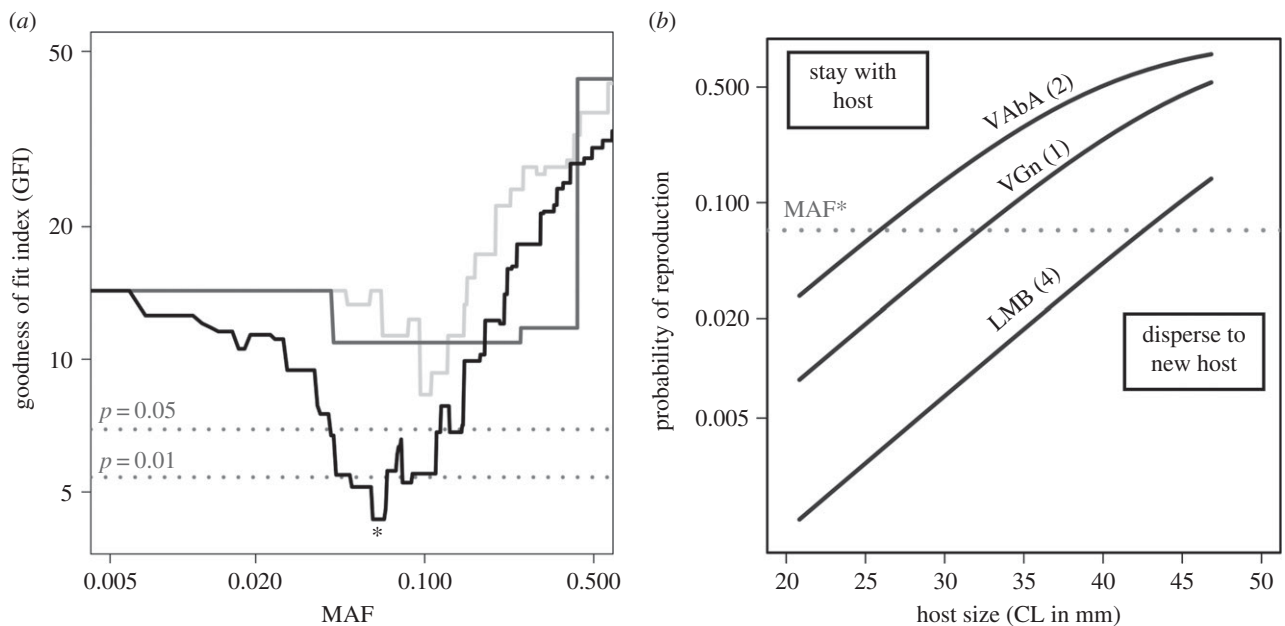 (a)
50
20
10
5
goodness of fit index (GFI)
p = 0.05
p = 0.01
*
0.005
0.020
0.100
0.500
MAF
(b)
0.500
0.100
0.020
0.005
probability of reproduction
stay with
host
VAbA (2)
VGn (1)
MAF*
LMB (4)
disperse to
new host
20
25
30
35
40
45
50
host size (CL in mm)